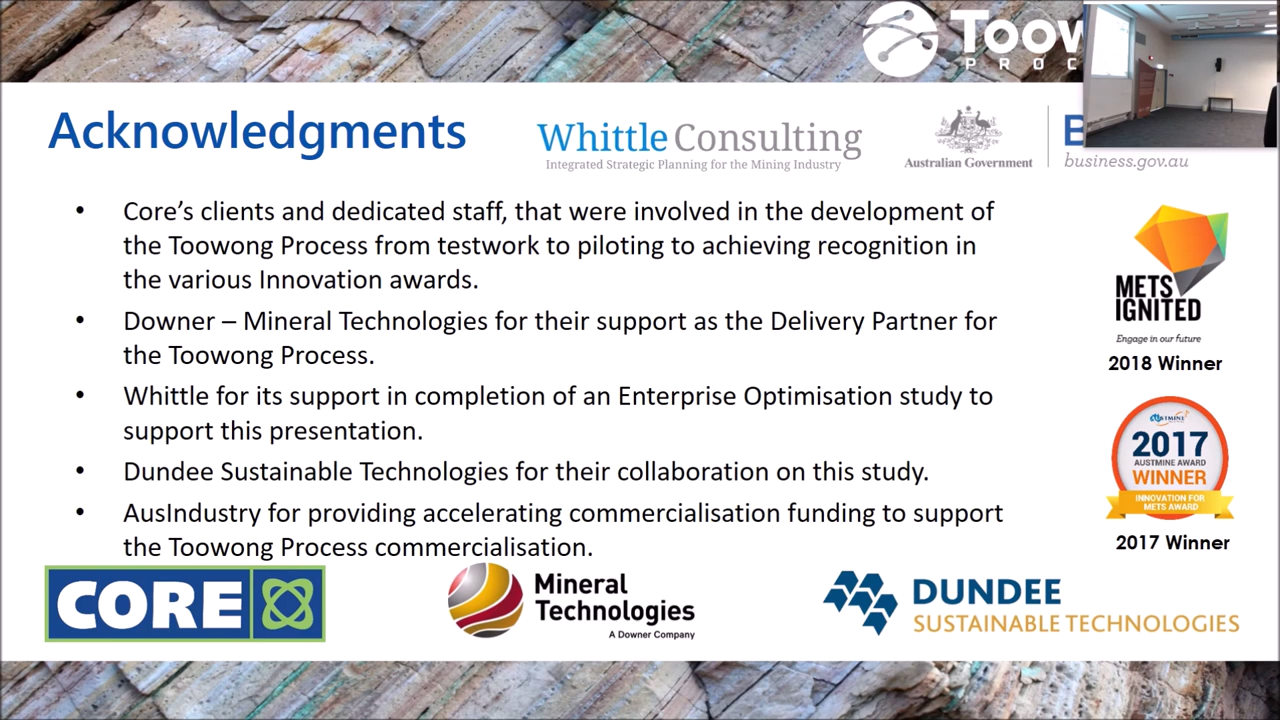 Toow
PROC
Acknowledgments
Whittle Consulting
Integrated Strategic Planning for the Mining Industry
Australian Government
business.gov.au
• Core's clients and dedicated staff, that were involved in the development of
the Toowong Process from testwork to piloting to achieving recognition in
the various Innovation awards.
• Downer – Mineral Technologies for their support as the Delivery Partner for
the Toowong Process.
• Whittle for its support in completion of an Enterprise Optimisation study to
support this presentation.
• Dundee Sustainable Technologies for their collaboration on this study.
• AusIndustry for providing accelerating commercialisation funding to support
the Toowong Process commercialisation.
METS
IGNITED
Engage in our future
2018 Winner
AUSTMINE
2017
AUSTMINE AWARD
WINNER
INNOVATION FOR
METS AWARD
2017 Winner
CORE
Mineral
Technologies
A Downer Company
DUNDEE
SUSTAINABLE TECHNOLOGIES